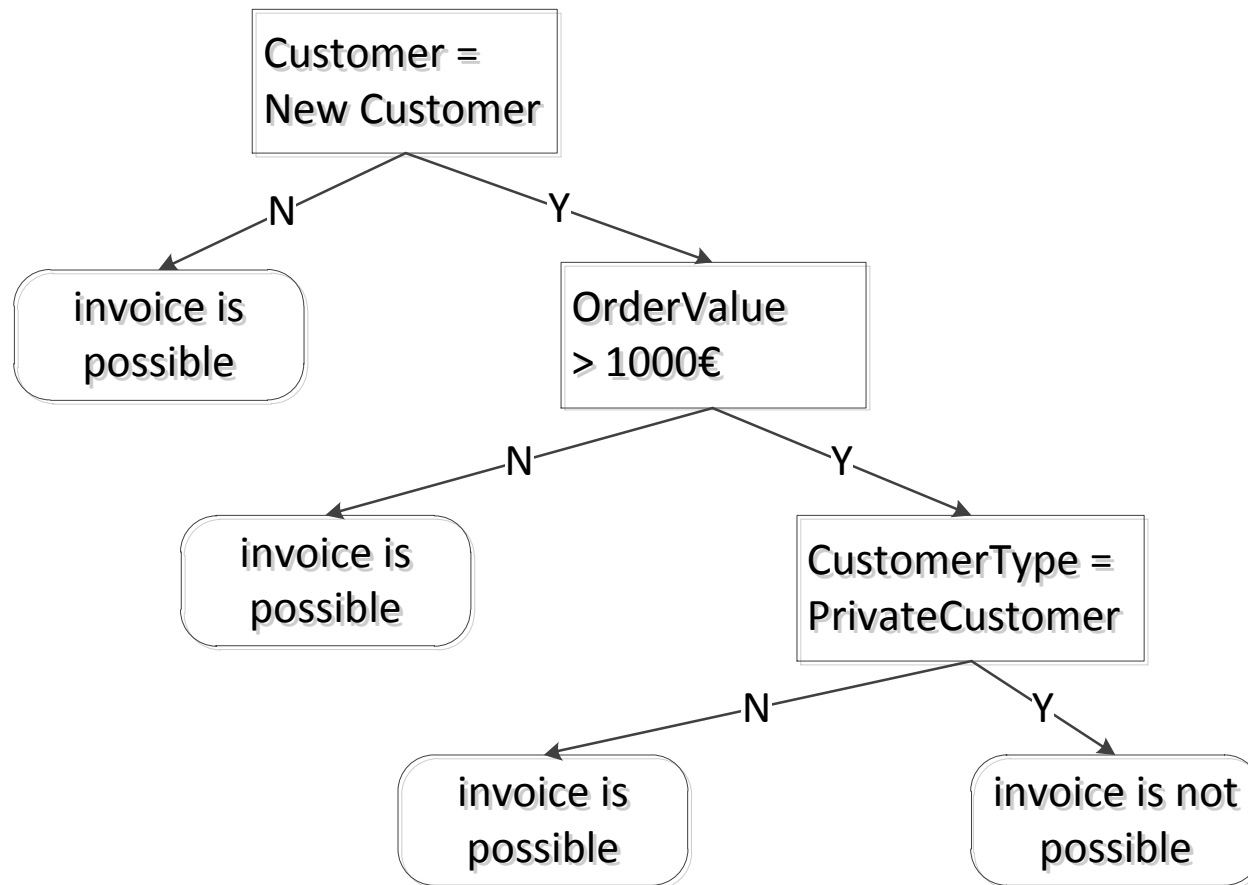 Customer =
New Customer
N
Y
invoice is
possible
OrderValue
> 1000€
N
Y
invoice is
possible
CustomerType =
PrivateCustomer
N
Y
invoice is
possible
invoice is not
possible